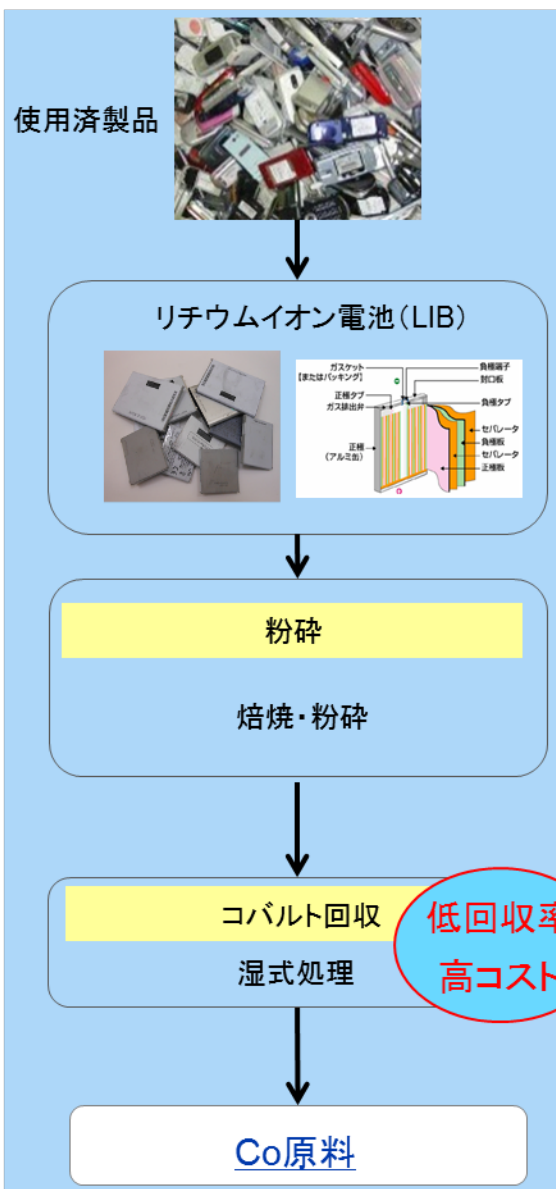 使用済製品
リチウムイオン電池(LIB)
ガスケット
【またはパッキング】
正極タブ
ガス排出弁
正極
(アルミ缶)
負極端子
封口板
負極タブ
セパレータ
負極板
セパレータ
正極板
粉砕
焙焼・粉砕
コバルト回収
湿式処理
低回収率
高コスト
Co原料